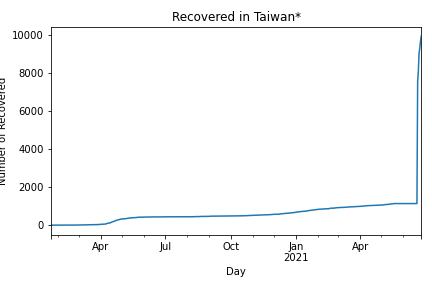 Recovered in Taiwan*
Number of Recovered
10000
8000
6000
4000
2000
0
Apr
Jul
Oct
Jan
2021
Apr
Day